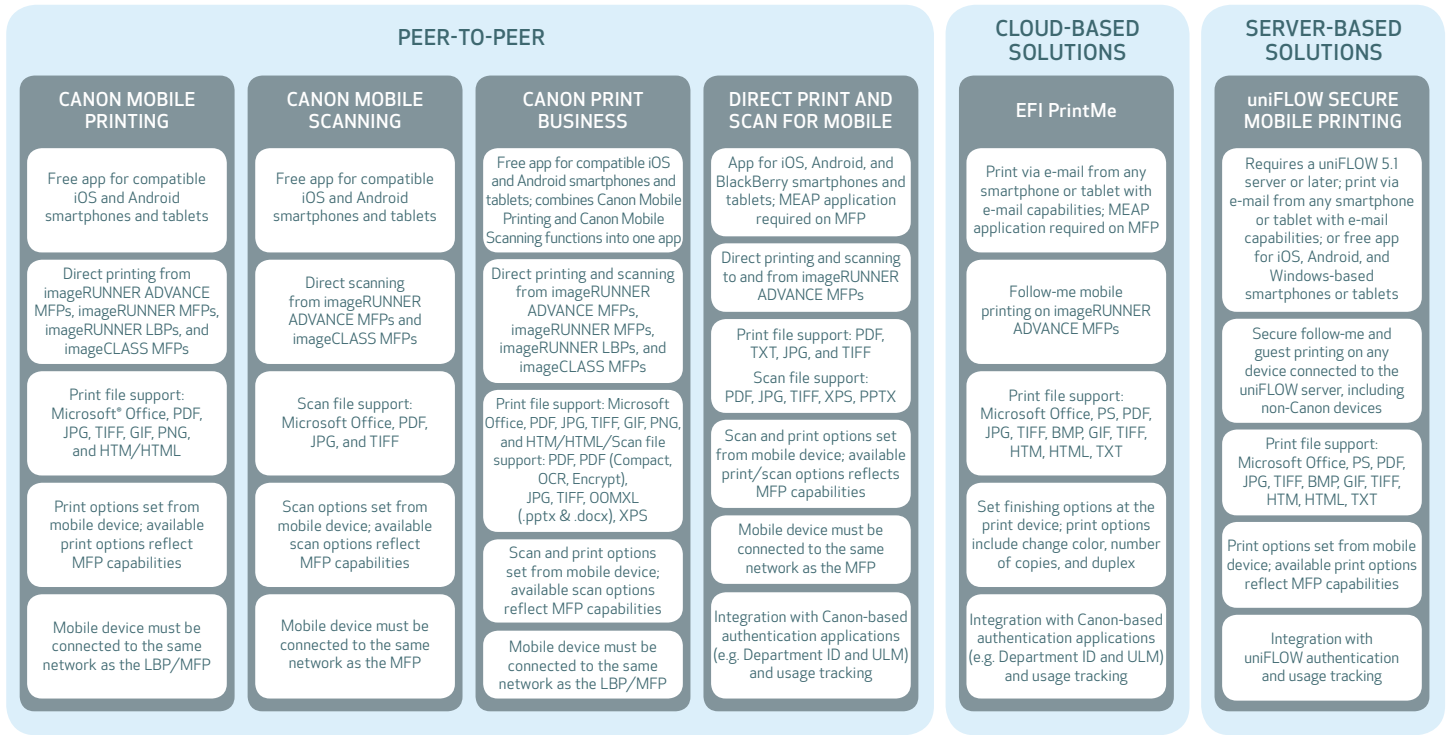 PEER-TO-PEER
CANON MOBILE
PRINTING
Free app for compatible
iOS and Android
smartphones and tablets
Direct printing from
imageRUNNER ADVANCE
MFPs, imageRUNNER MFPs,
imageRUNNER LBPs, and
imageCLASS MFPs
Print file support:
Microsoft® Office, PDF,
JPG, TIFF, GIF, PNG,
and HTM/HTML
Print options set from
mobile device; available
print options reflect
MFP capabilities
Mobile device must be
connected to the same
network as the LBP/MFP
CANON MOBILE
SCANNING
Free app for compatible
iOS and Android
smartphones and tablets
Direct scanning
from imageRUNNER
ADVANCE MFPs and
imageCLASS MFPs
Scan file support:
Microsoft Office, PDF,
JPG, and TIFF
Scan options set from
mobile device; available
scan options reflect
MFP capabilities
Mobile device must be
connected to the same
network as the MFP
CANON PRINT
BUSINESS
Free app for compatible iOS
and Android smartphones and
tablets; combines Canon Mobile
Printing and Canon Mobile
Scanning functions into one app
Direct printing and scanning
from imageRUNNER
ADVANCE MFPs,
imageRUNNER MFPs,
imageRUNNER LBPs, and
imageCLASS MFPs
Print file support: Microsoft
Office, PDF, JPG, TIFF, GIF, PNG,
and HTM/HTML/Scan file
support: PDF, PDF (Compact,
OCR, Encrypt),
JPG, TIFF, OOMXL
(.pptx & .docx), XPS
Scan and print options
set from mobile device;
available scan options
reflect MFP capabilities
Mobile device must be
connected to the same
network as the LBP/MFP
DIRECT PRINT AND
SCAN FOR MOBILE
App for iOS, Android, and
BlackBerry smartphones and
tablets; MEAP application
required on MFP
Direct printing and scanning
to and from imageRUNNER
ADVANCE MFPs
Print file support: PDF,
TXT, JPG, and TIFF
Scan file support:
PDF, JPG, TIFF, XPS, PPTX
Scan and print options set
from mobile device; available
print/scan options reflects
MFP capabilities
Mobile device must be
connected to the same
network as the MFP
Integration with Canon-based
authentication applications
(e.g. Department ID and ULM)
and usage tracking
CLOUD-BASED
SOLUTIONS
EFI PrintMe
Print via e-mail from any
smartphone or tablet with
e-mail capabilities; MEAP
application required on MFP
Follow-me mobile
printing on imageRUNNER
ADVANCE MFPs
Print file support:
Microsoft Office, PS, PDF,
JPG, TIFF, BMP, GIF, TIFF,
HTM, HTML, TXT
Set finishing options at the
print device; print options
include change color, number
of copies, and duplex
Integration with Canon-based
authentication applications
(e.g. Department ID and ULM)
and usage tracking
SERVER-BASED
SOLUTIONS
uniFLOW SECURE
MOBILE PRINTING
Requires a uniFLOW 5.1
server or later; print via
e-mail from any smartphone
or tablet with e-mail
capabilities; or free app
for iOS, Android, and
Windows-based
smartphones or tablets
Secure follow-me and
guest printing on any
device connected to the
uniFLOW server, including
non-Canon devices
Print file support:
Microsoft Office, PS, PDF,
JPG, TIFF, BMP, GIF, TIFF,
HTM, HTML, TXT
Print options set from mobile
device; available print options
reflect MFP capabilities
Integration with
uniFLOW authentication
and usage tracking